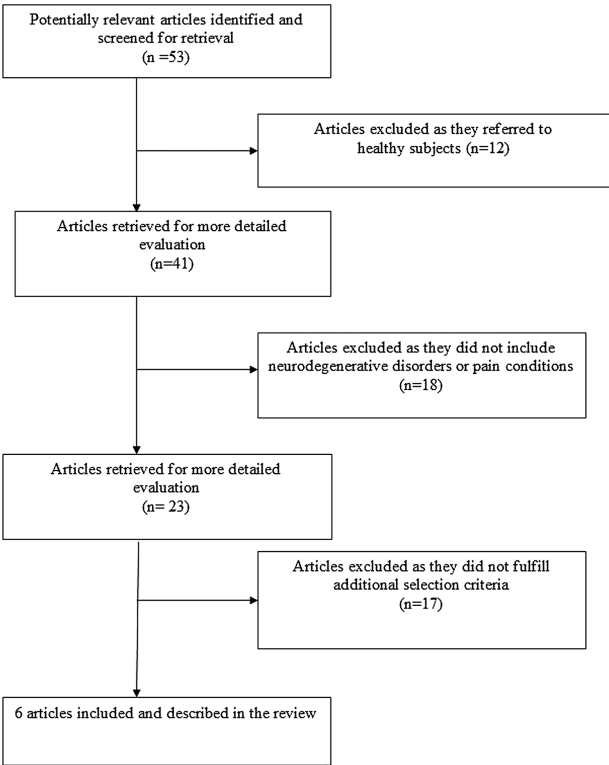 Potentially relevant articles identified and
screened for retrieval
(n =53)
Articles excluded as they referred to
healthy subjects (n=12)
Articles retrieved for more detailed
evaluation
(n=41)
Articles excluded as they did not include
neurodegenerative disorders or pain conditions
(n=18)
Articles retrieved for more detailed
evaluation
(n= 23)
Articles excluded as they did not fulfill
additional selection criteria
(n=17)
6 articles included and described in the review